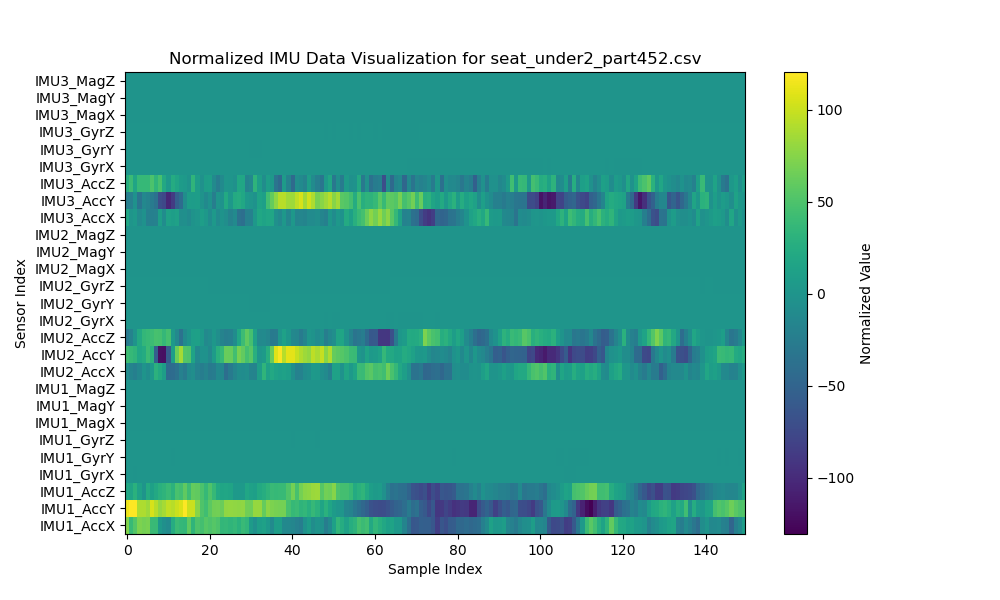 Normalized IMU Data Visualization for seat_under2_part452.csv
IMU3_MagZ
IMU3_MagY
IMU3_MagX
IMU3_GyrZ
IMU3_GyrY
IMU3_GyrX
IMU3_AccZ
IMU3_AccY
IMU3_AccX
IMU2_MagZ
IMU2_MagY
IMU2_MagX
IMU2_GyrZ
IMU2_GyrY
IMU2_GyrX
IMU2_AccZ
IMU2_AccY
IMU2_AccX
IMU1_MagZ
IMU1_MagY
IMU1_MagX
IMU1_GyrZ
IMU1_GyrY
IMU1_GyrX
IMU1_AccZ
IMU1_AccY
IMU1_AccX
Sensor Index
0 20 40 60 80 100 120 140
Sample Index
100
50
0
−50
−100
Normalized Value